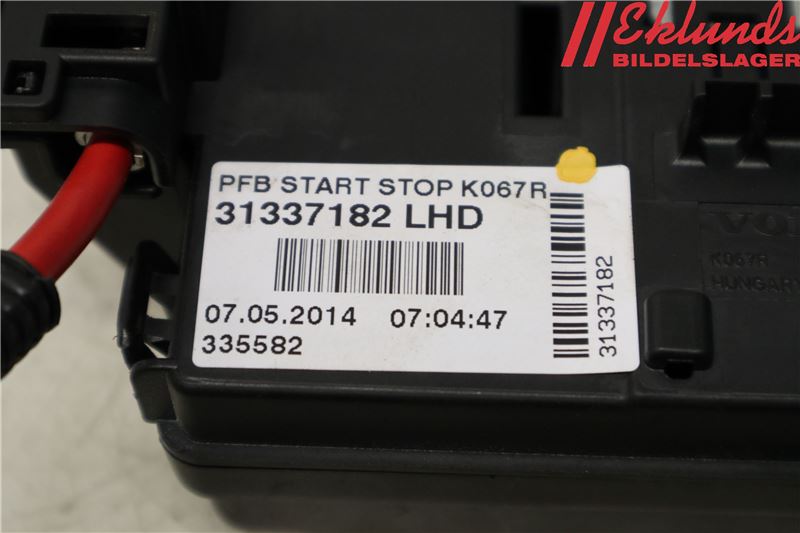 Eklunds
BILDELSLAGER
PFB START STOP K067R
31337182 LHD
07.05.2014 07:04:47
335582
31337182
K067R
HUNGARY